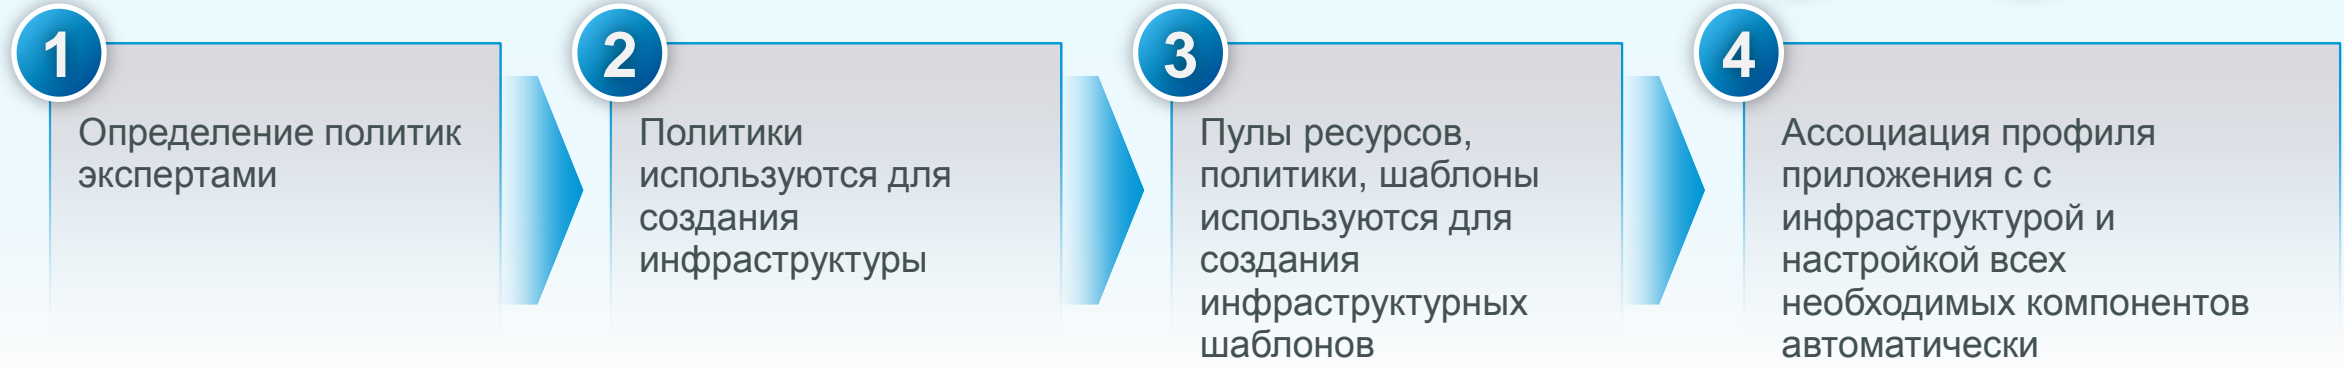 1
Определение политик
экспертами
2
Политики
используются для
создания
инфраструктуры
3
Пулы ресурсов,
политики, шаблоны
используются для
создания
инфраструктурных
шаблонов
4
Ассоциация профиля
приложения с с
инфраструктурой и
настройкой всех
необходимых компонентов
автоматически